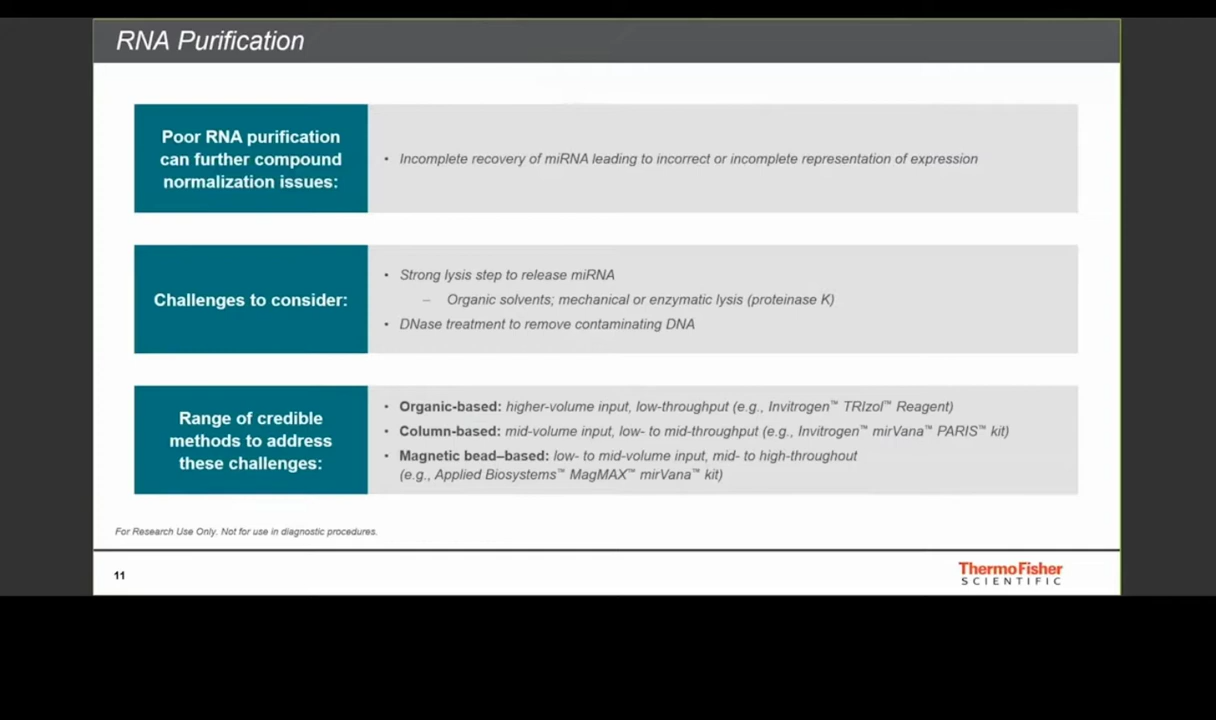 RNA Purification
Poor RNA purification
can further compound
normalization issues:
• Incomplete recovery of miRNA leading to incorrect or incomplete representation of expression
Challenges to consider:
• Strong lysis step to release miRNA
– Organic solvents; mechanical or enzymatic lysis (proteinase K)
• DNase treatment to remove contaminating DNA
Range of credible
methods to address
these challenges:
• Organic-based: higher-volume input, low-throughput (e.g., Invitrogen™ TRIzol™ Reagent)
• Column-based: mid-volume input, low- to mid-throughput (e.g., Invitrogen™ mirVana™ PARIS™ kit)
• Magnetic bead–based: low- to mid-volume input, mid- to high-throughout
(e.g., Applied Biosystems™ MagMAX™ mirVana™ kit)
For Research Use Only. Not for use in diagnostic procedures.
11
ThermoFisher
SCIENTIFIC